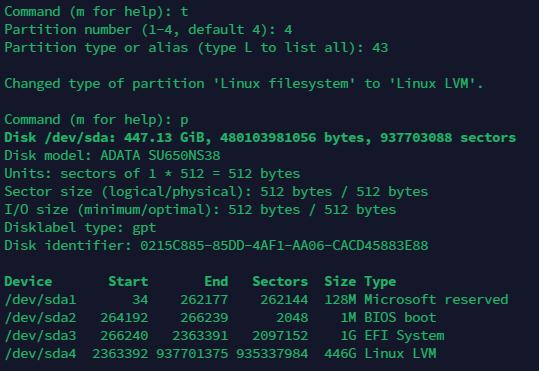 Command (m for help): t
Partition number (1-4, default 4): 4
Partition type or alias (type L to list all): 43
Changed type of partition 'Linux filesystem' to 'Linux LVM'.
Command (m for help): p
Disk /dev/sda: 447.13 GiB, 480103981056 bytes, 937703088 sectors
Disk model: ADATA SU650NS38
Units: sectors of 1 * 512 = 512 bytes
Sector size (logical/physical): 512 bytes / 512 bytes
I/O size (minimum/optimal): 512 bytes / 512 bytes
Disklabel type: gpt
Disk identifier: 0215C885-85DD-4AF1-AA06-CACD45883E88
Device Start End Sectors Size Type
/dev/sda1 34 262177 262144 128M Microsoft reserved
/dev/sda2 264192 266239 2048 1M BIOS boot
/dev/sda3 266240 2363391 2097152 1G EFI System
/dev/sda4 2363392 937701375 935337984 446G Linux LVM